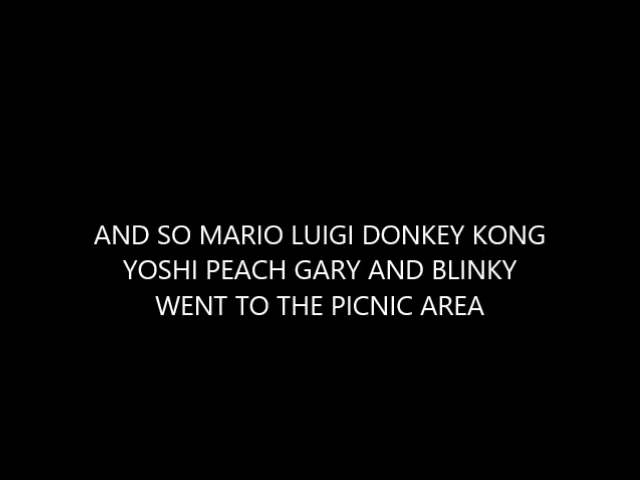 AND SO MARIO LUIGI DONKEY KONG
YOSHI PEACH GARY AND BLINKY
WENT TO THE PICNIC AREA